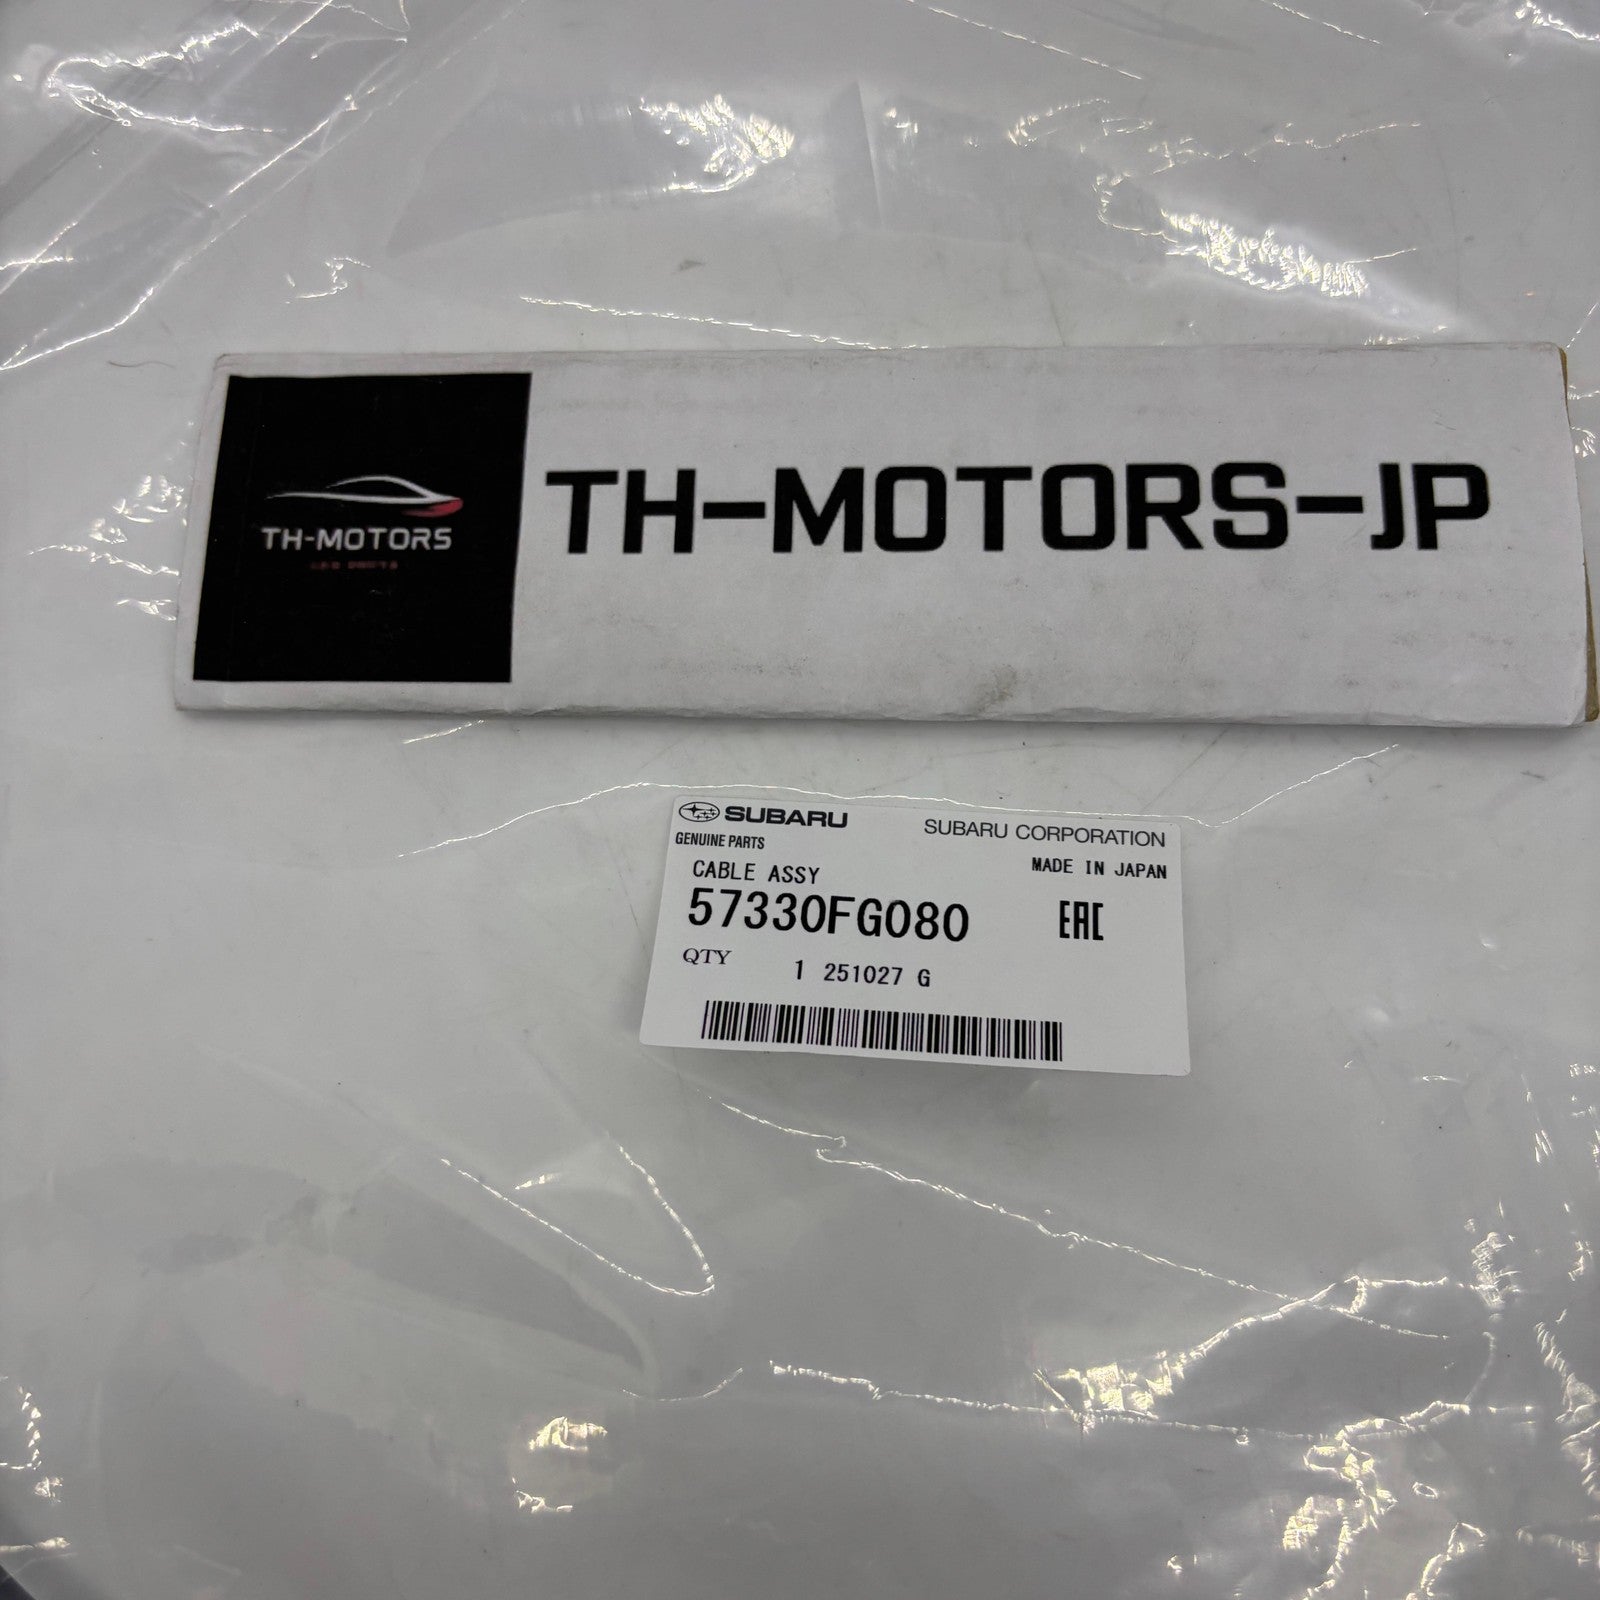 TH-MOTORS
TH-MOTORS-JP
SUBARU
SUBARU CORPORATION
GENUINE PARTS
MADE IN JAPAN
CABLE ASSY
57330FG080
EAC
QTY 1 251027 G